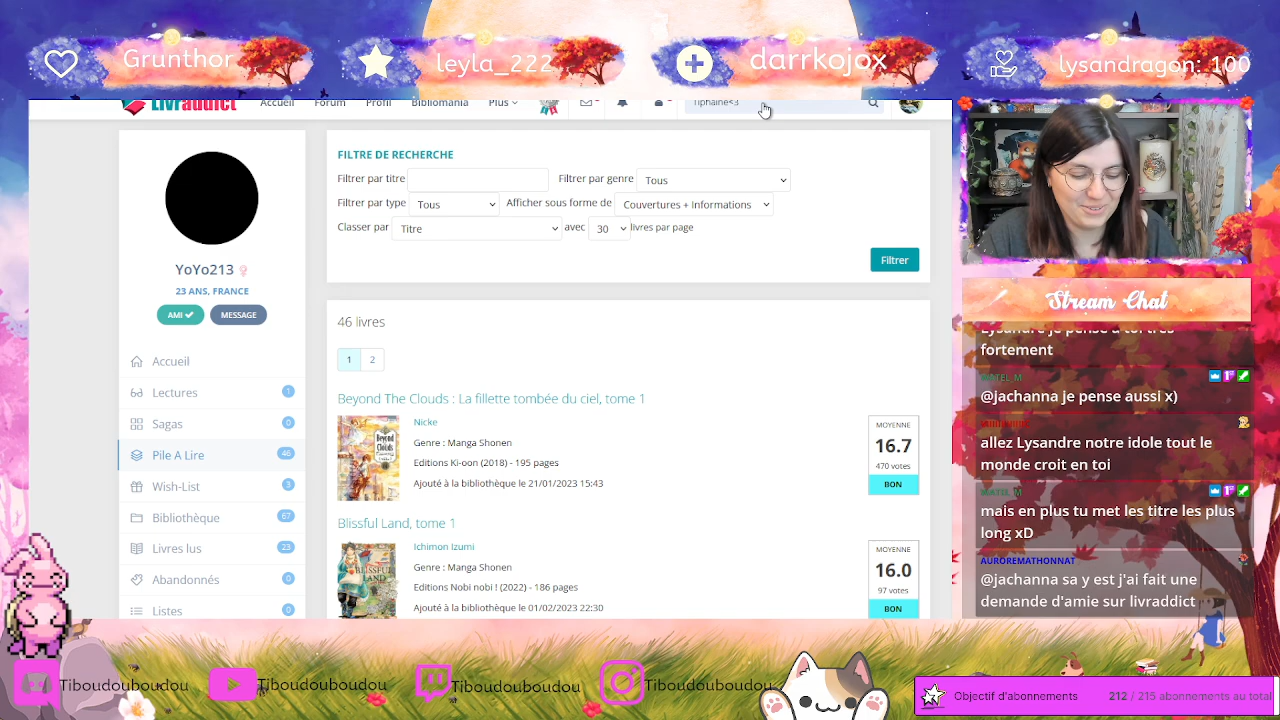 Grunthor
leyla_222
darrkojox
lysandragon: 100
Livraddict
Accueil
Forum
Profil
Bibliomania
Plus
Tiphaine<3
YoYo213
23 ANS, FRANCE
AMI
MESSAGE
Accueil
Lectures 1
Sagas 0
Pile A Lire 46
Wish-List 3
Bibliothèque 67
Livres lus 23
Abandonnés 0
Listes 0
FILTRE DE RECHERCHE
Filtrer par titre
Filtrer par genre Tous
Filtrer par type Tous
Afficher sous forme de Couvertures + Informations
Classer par Titre avec 30 livres par page
Filtrer
46 livres
1 2
Beyond The Clouds : La fillette tombée du ciel, tome 1
Nicke
Genre : Manga Shonen
Editions Ki-oon (2018) - 195 pages
Ajouté à la bibliothèque le 21/01/2023 15:43
MOYENNE
16.7
470 votes
BON
Blissful Land, tome 1
Ichimon Izumi
Genre : Manga Shonen
Editions Nobi nobi ! (2022) - 186 pages
Ajouté à la bibliothèque le 01/02/2023 22:30
MOYENNE
16.0
97 votes
BON
Stream Chat
Lysandre je pense à toi très
fortement
@jachanna je pense aussi x)
allez Lysandre notre idole tout le
monde croit en toi
mais en plus tu met les titre les plus
long xD
AUROREMATHONNAT
@jachanna sa y est j'ai fait une
demande d'amie sur livraddict
Tiboudouboudou
Tiboudouboudou
Tiboudouboudou
Tiboudouboudou
Objectif d'abonnements
212 / 215 abonnements au total